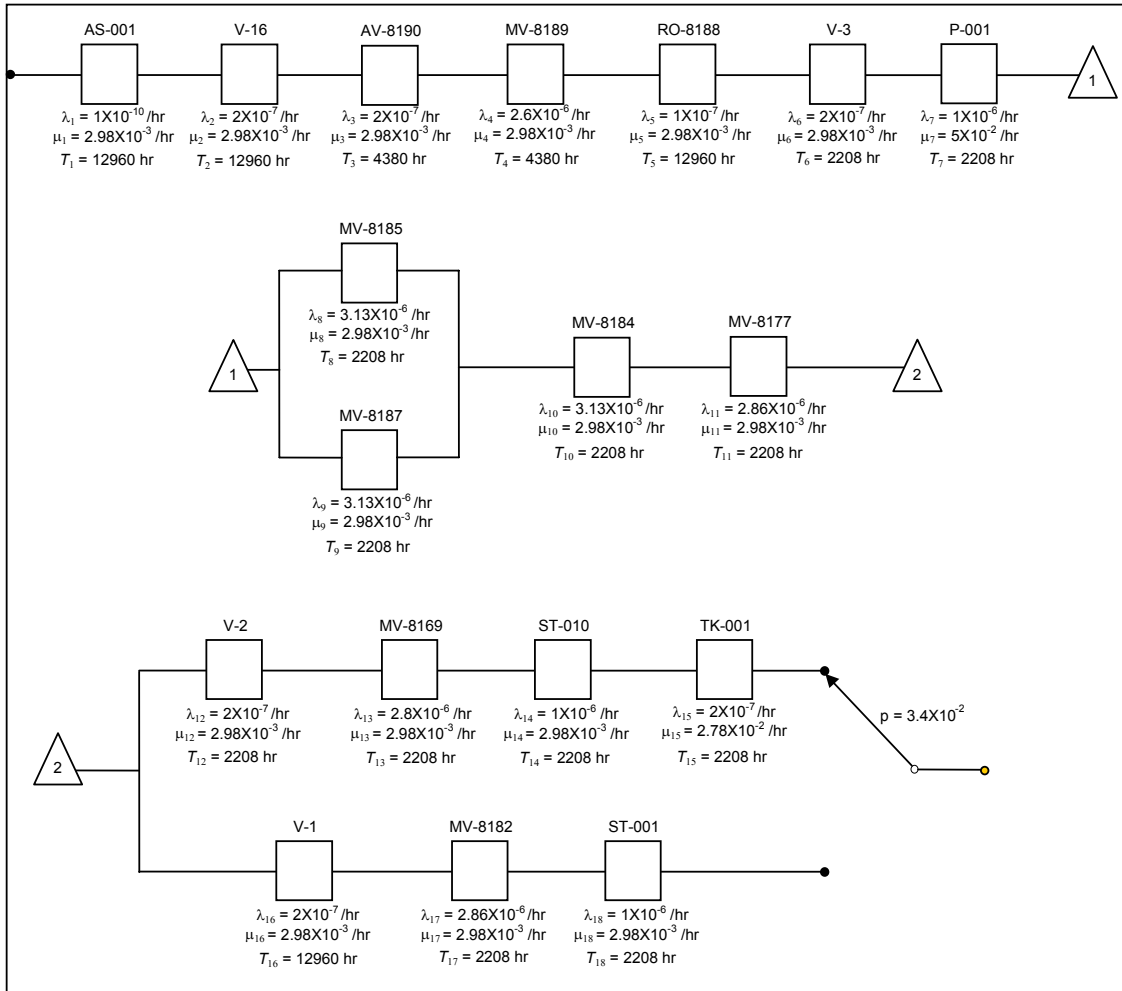 AS-001 V-16 AV-8190 MV-8189 RO-8188 V-3 P-001
1
λ₁ = 1X10⁻¹⁰/hr λ₂ = 2X10⁻⁷/hr λ₃ = 2X10⁻⁷/hr λ₄ = 2.6X10⁻⁶/hr λ₅ = 1X10⁻⁷/hr λ₆ = 2X10⁻⁷/hr λ₇ = 1X10⁻⁶/hr
μ₁ = 2.98X10⁻³/hr μ₂ = 2.98X10⁻³/hr μ₃ = 2.98X10⁻³/hr μ₄ = 2.98X10⁻³/hr μ₅ = 2.98X10⁻³/hr μ₆ = 2.98X10⁻³/hr μ₇ = 5X10⁻²/hr
T₁ = 12960 hr T₂ = 12960 hr T₃ = 4380 hr T₄ = 4380 hr T₅ = 12960 hr T₆ = 2208 hr T₇ = 2208 hr
MV-8185
λ₈ = 3.13X10⁻⁶/hr
μ₈ = 2.98X10⁻³/hr
T₈ = 2208 hr
MV-8184 MV-8177
1
2
MV-8187
λ₁₀ = 3.13X10⁻⁶/hr λ₁₁ = 2.86X10⁻⁶/hr
μ₁₀ = 2.98X10⁻³/hr μ₁₁ = 2.98X10⁻³/hr
T₁₀ = 2208 hr T₁₁ = 2208 hr
λ₉ = 3.13X10⁻⁶/hr
μ₉ = 2.98X10⁻³/hr
T₉ = 2208 hr
V-2 MV-8169 ST-010 TK-001
λ₁₂ = 2X10⁻⁷/hr λ₁₃ = 2.8X10⁻⁶/hr λ₁₄ = 1X10⁻⁶/hr λ₁₅ = 2X10⁻⁷/hr
p = 3.4X10⁻²
μ₁₂ = 2.98X10⁻³/hr μ₁₃ = 2.98X10⁻³/hr μ₁₄ = 2.98X10⁻³/hr μ₁₅ = 2.78X10⁻²/hr
T₁₂ = 2208 hr T₁₃ = 2208 hr T₁₄ = 2208 hr T₁₅ = 2208 hr
2
V-1 MV-8182 ST-001
λ₁₆ = 2X10⁻⁷/hr λ₁₇ = 2.86X10⁻⁶/hr λ₁₈ = 1X10⁻⁶/hr
μ₁₆ = 2.98X10⁻³/hr μ₁₇ = 2.98X10⁻³/hr μ₁₈ = 2.98X10⁻³/hr
T₁₆ = 12960 hr T₁₇ = 2208 hr T₁₈ = 2208 hr